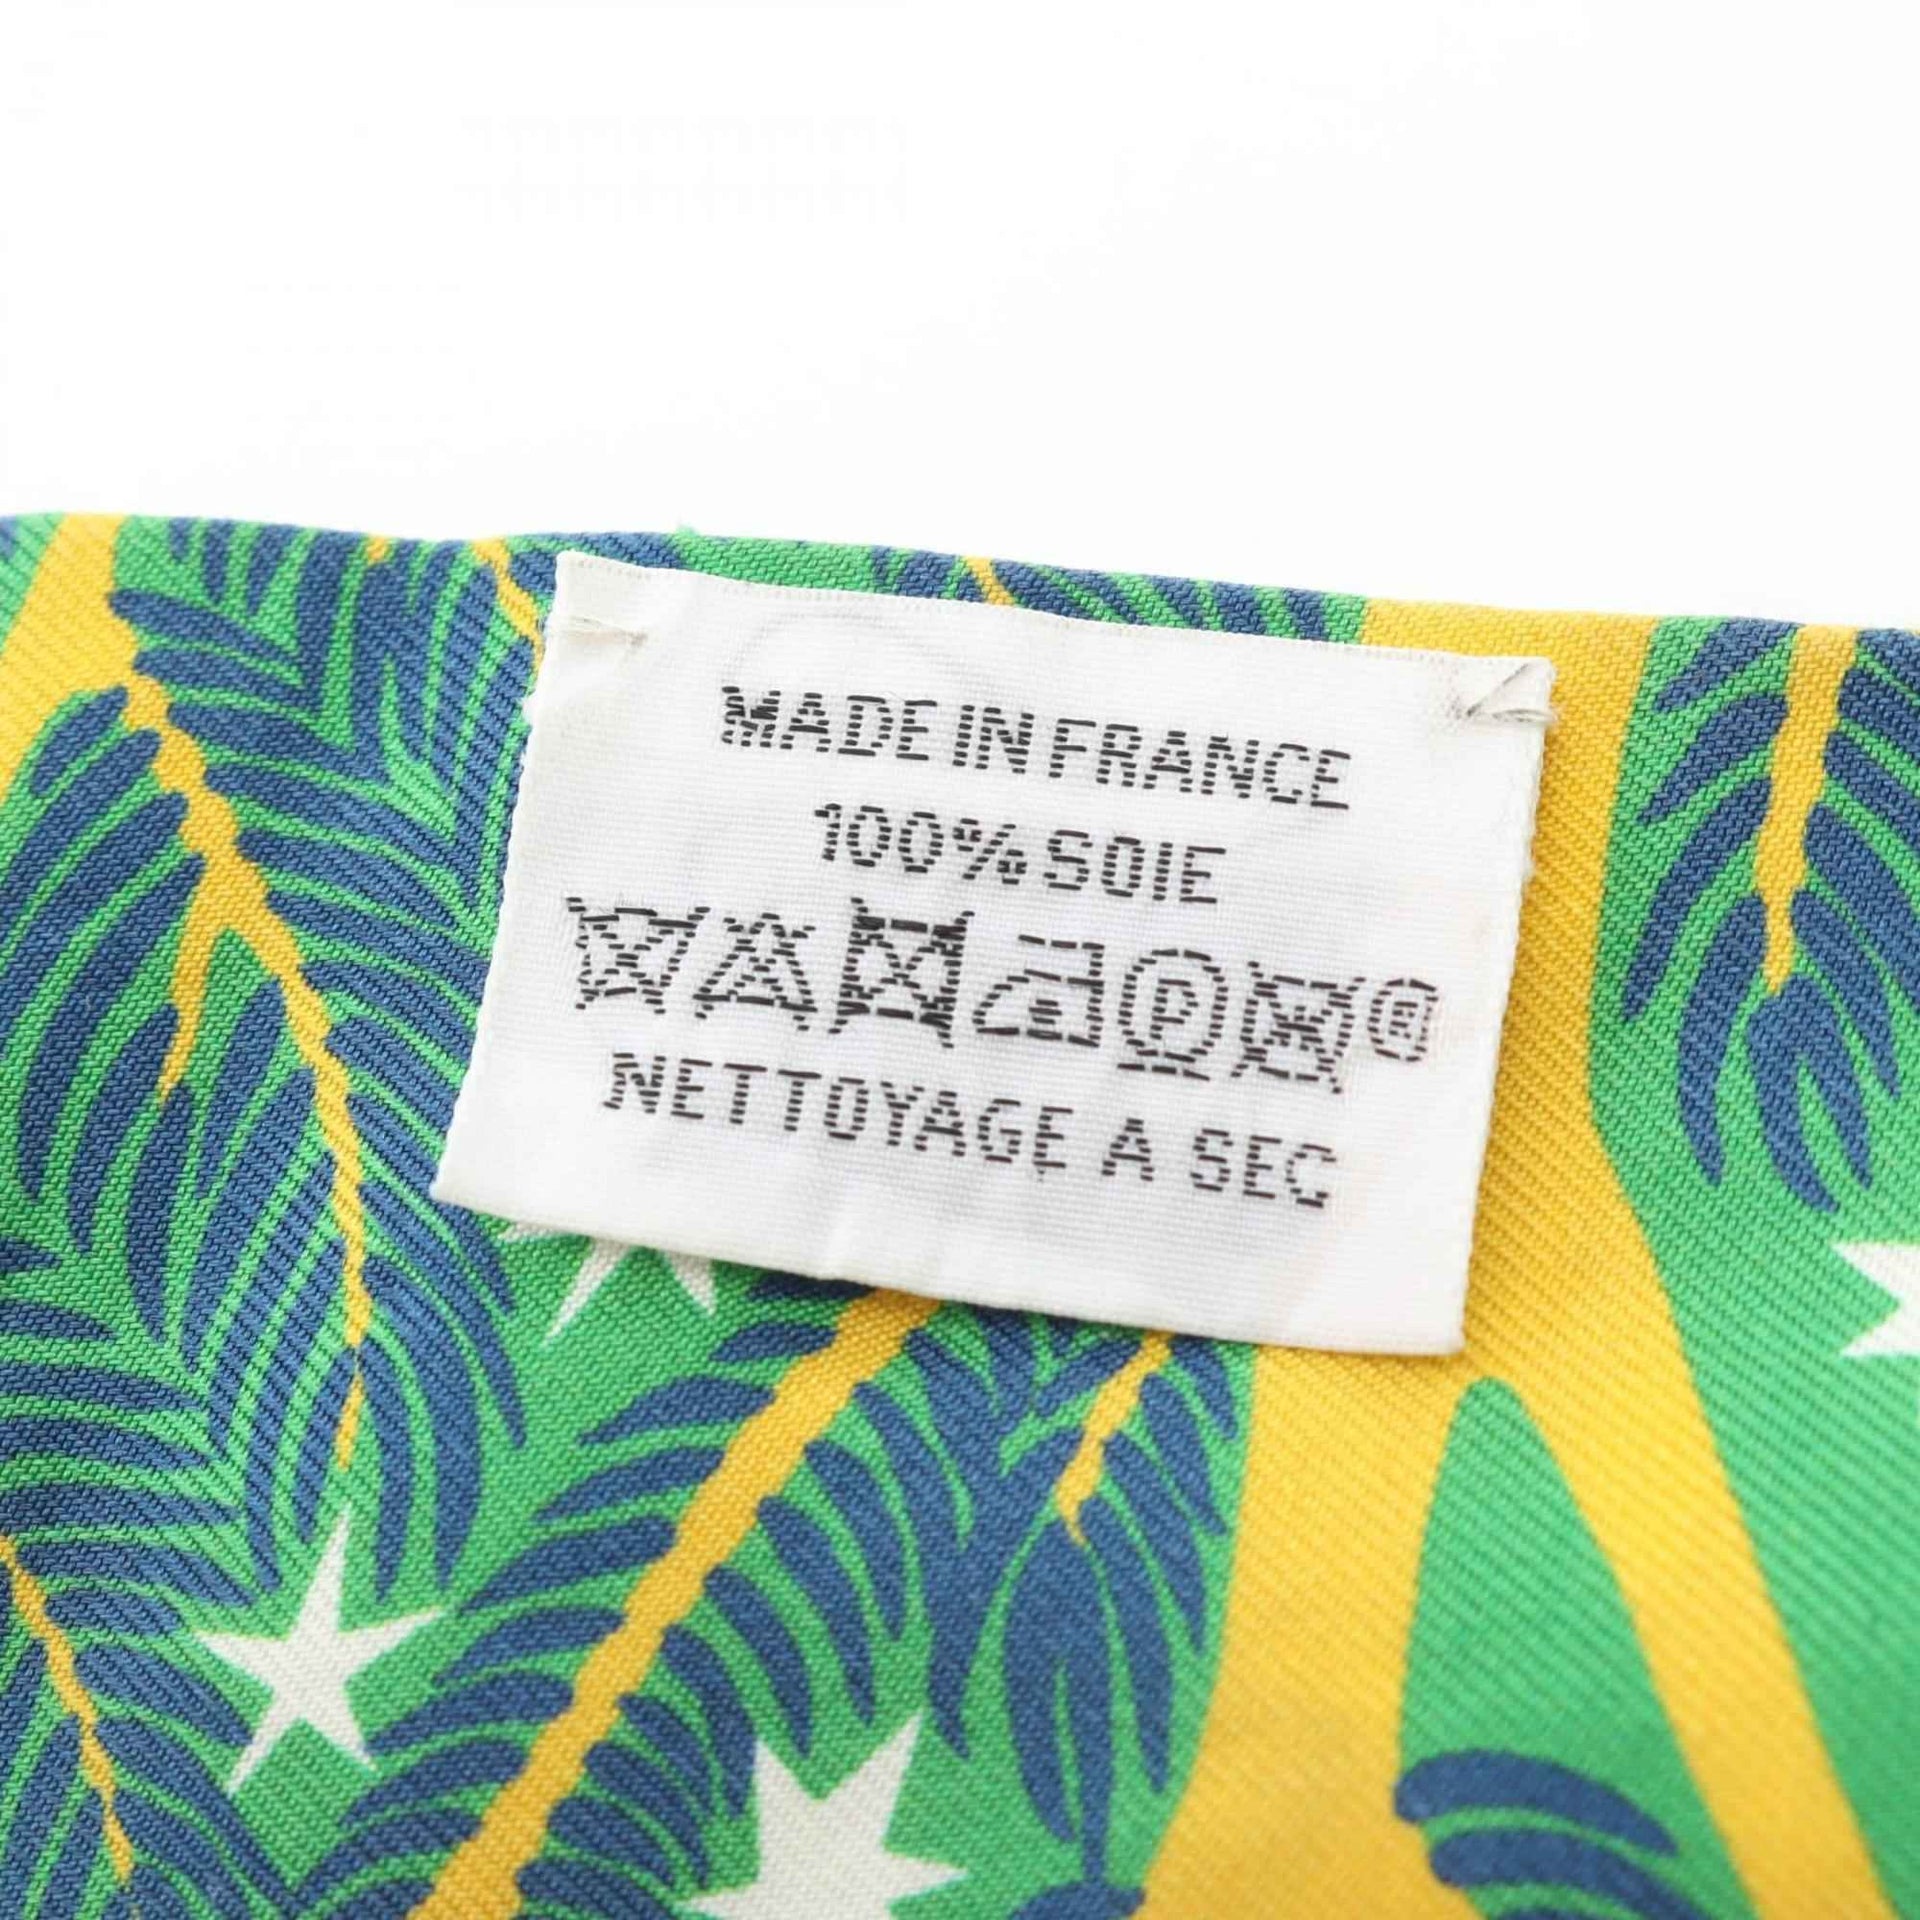 MADE IN FRANCE
100% SOIE
P
NETTOYAGE A SEC